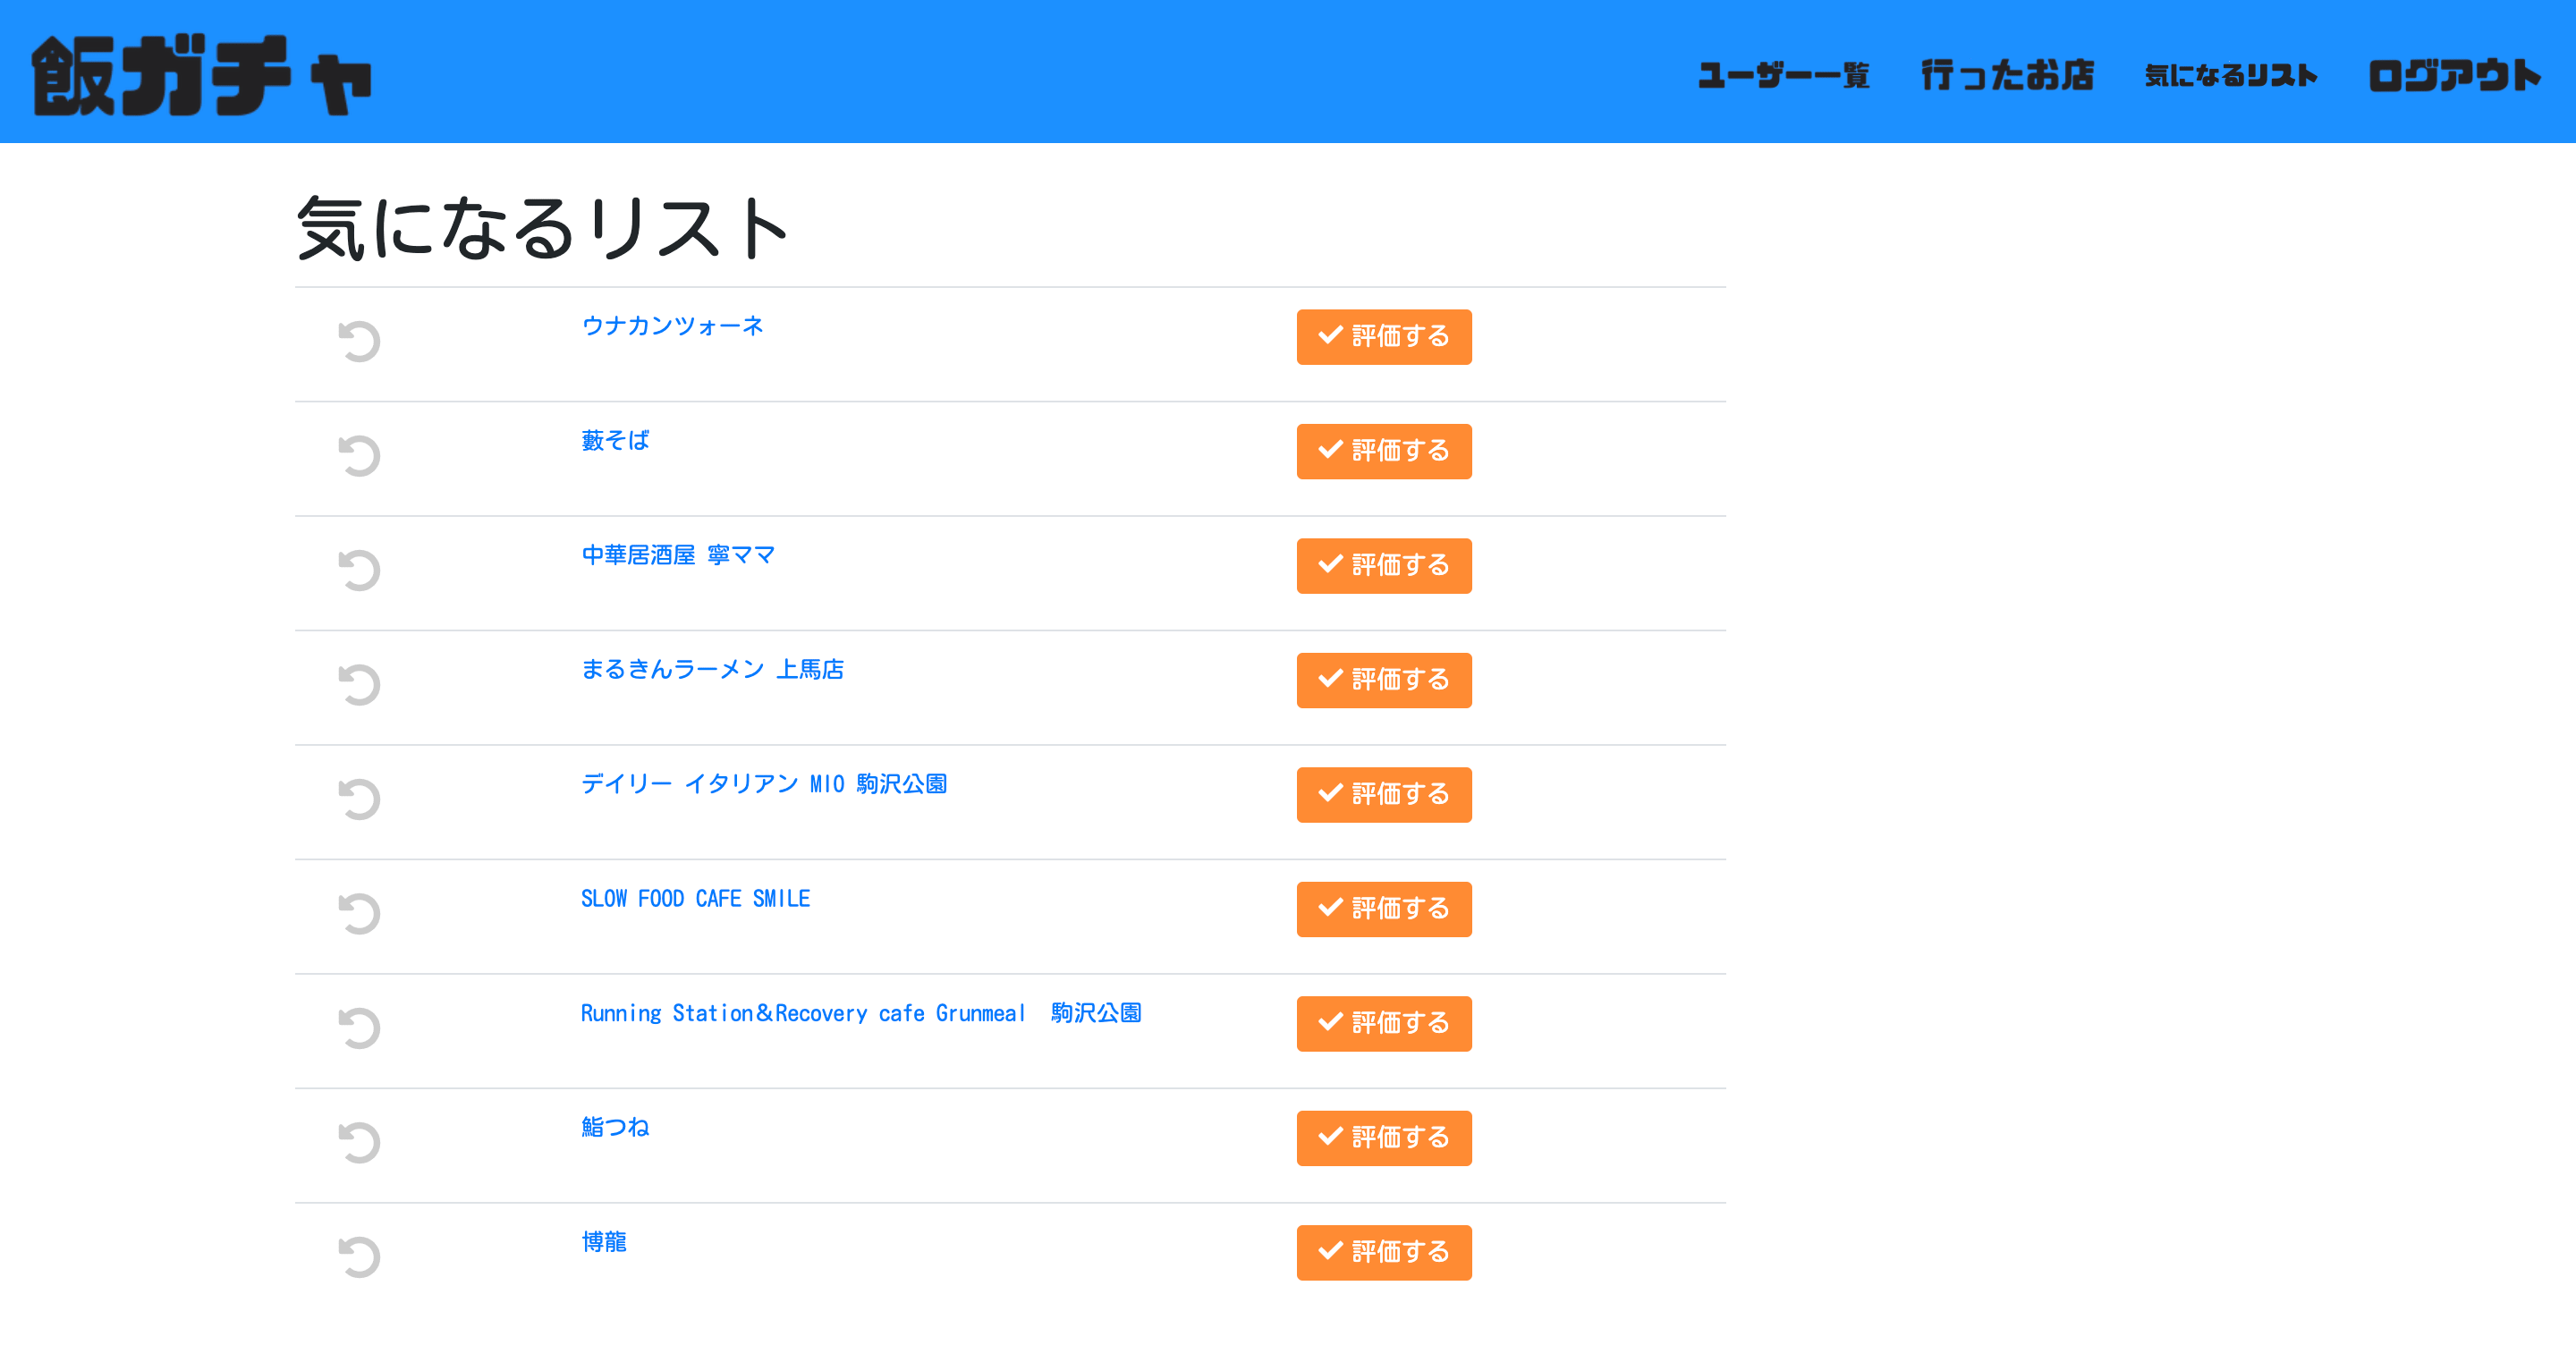 飯ガチャ
ユーザー一覧 行ったお店 気になるリスト ログアウト
気になるリスト
ウナカンツォーネ 評価する
藪そば 評価する
中華居酒屋 寧ママ 評価する
まるきんラーメン 上馬店 評価する
デイリー イタリアン MIO 駒沢公園 評価する
SLOW FOOD CAFE SMILE 評価する
Running Station&Recovery cafe Grunmeal　駒沢公園 評価する
鮨つね 評価する
博龍 評価する